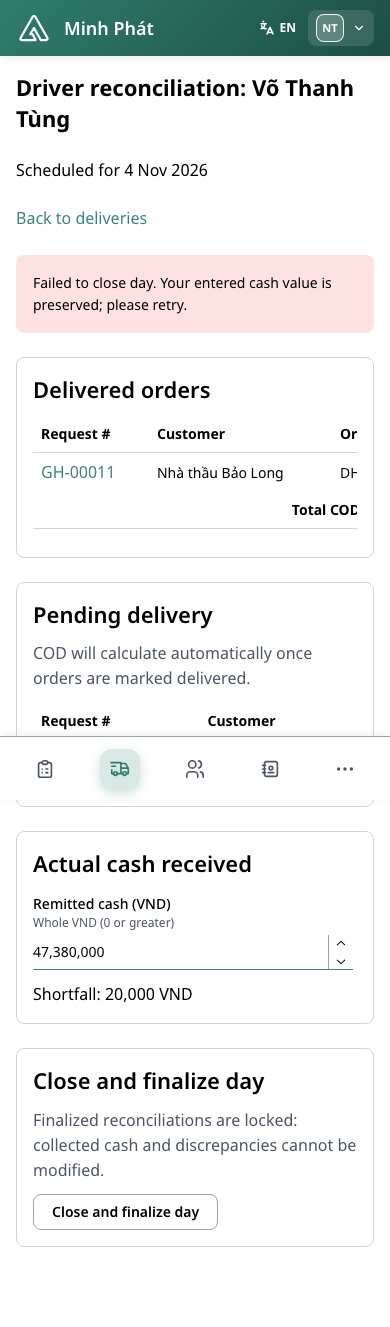 Minh Phát
EN
NT
Driver reconciliation: Võ Thanh
Tùng
Scheduled for 4 Nov 2026
Back to deliveries
Failed to close day. Your entered cash value is
preserved; please retry.
Delivered orders
Request # Customer Or
GH-00011 Nhà thầu Bảo Long DH
Total COD
Pending delivery
COD will calculate automatically once
orders are marked delivered.
Request # Customer
Actual cash received
Remitted cash (VND)
Whole VND (0 or greater)
47,380,000
Shortfall: 20,000 VND
Close and finalize day
Finalized reconciliations are locked:
collected cash and discrepancies cannot be
modified.
Close and finalize day